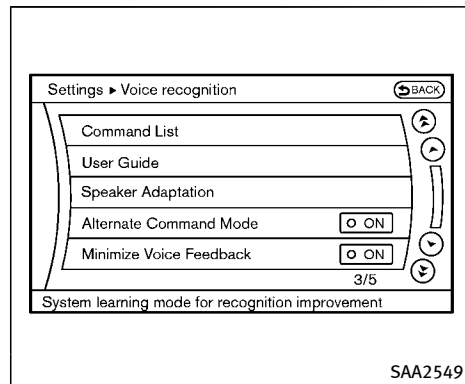 Settings ▸ Voice recognition BACK
Command List
User Guide
Speaker Adaptation
Alternate Command Mode ON
Minimize Voice Feedback ON
3/5
System learning mode for recognition improvement
SAA2549